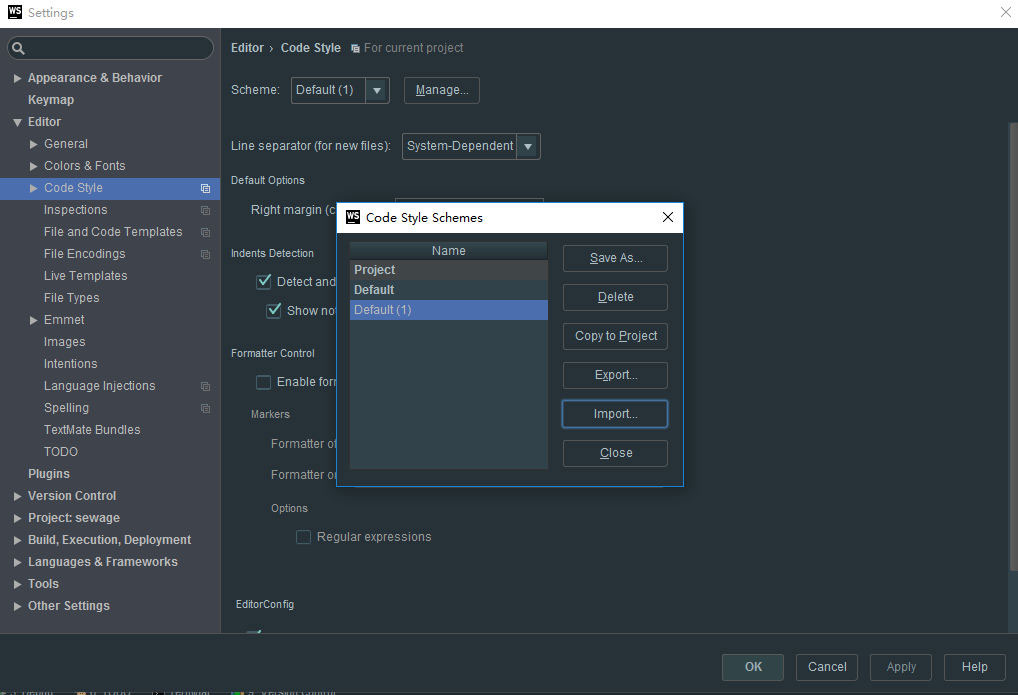 WS Settings
Editor › Code Style For current project
Scheme: Default (1) Manage...
Line separator (for new files): System-Dependent
Default Options
Right margin (c
Indents Detection
Detect and
Show not
Formatter Control
Enable form
Markers
Formatter of
Formatter on
Options
Regular expressions
EditorConfig
Appearance & Behavior
Keymap
Editor
General
Colors & Fonts
Code Style
Inspections
File and Code Templates
File Encodings
Live Templates
File Types
Emmet
Images
Intentions
Language Injections
Spelling
TextMate Bundles
TODO
Plugins
Version Control
Project: sewage
Build, Execution, Deployment
Languages & Frameworks
Tools
Other Settings
WS Code Style Schemes
Name
Project
Default
Default (1)
Save As...
Delete
Copy to Project
Export...
Import...
Close
OK Cancel Apply Help